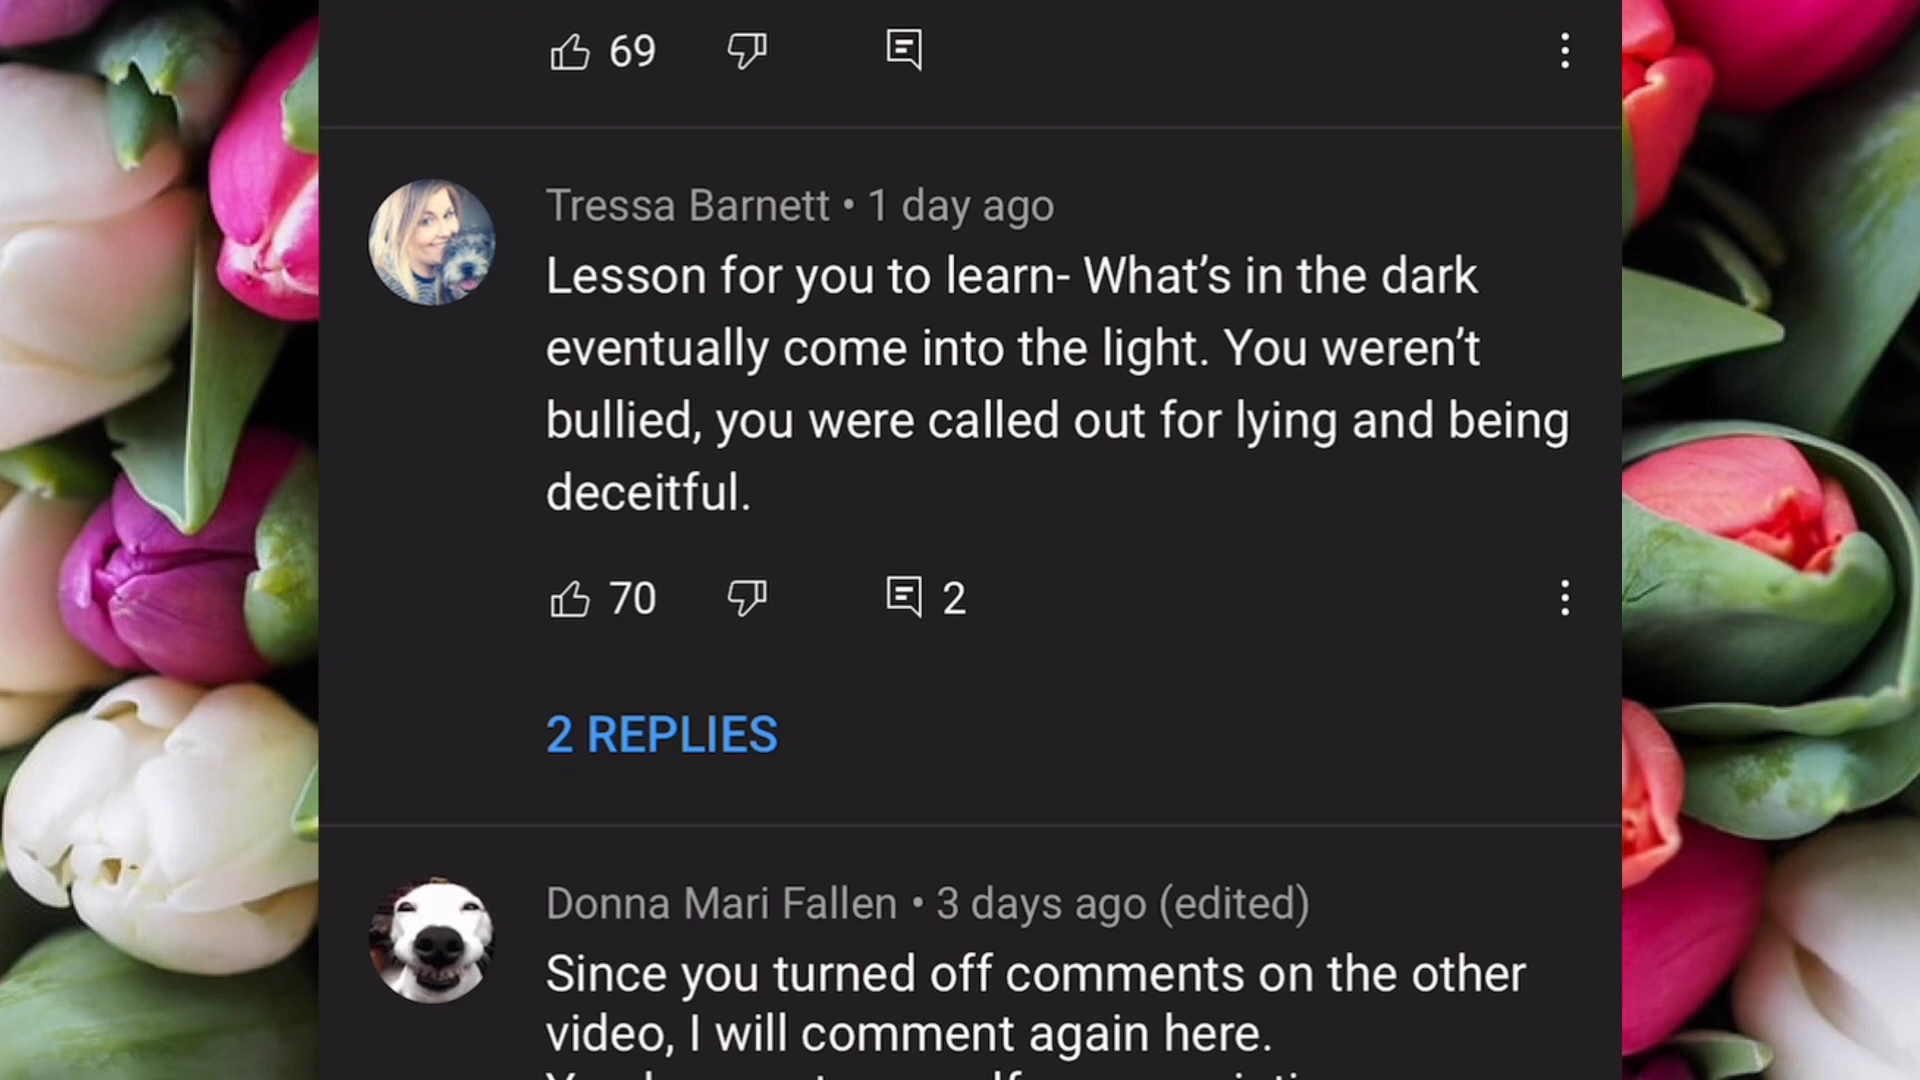 69
Tressa Barnett • 1 day ago
Lesson for you to learn- What's in the dark
eventually come into the light. You weren't
bullied, you were called out for lying and being
deceitful.
70 2
2 REPLIES
Donna Mari Fallen • 3 days ago (edited)
Since you turned off comments on the other
video, I will comment again here.